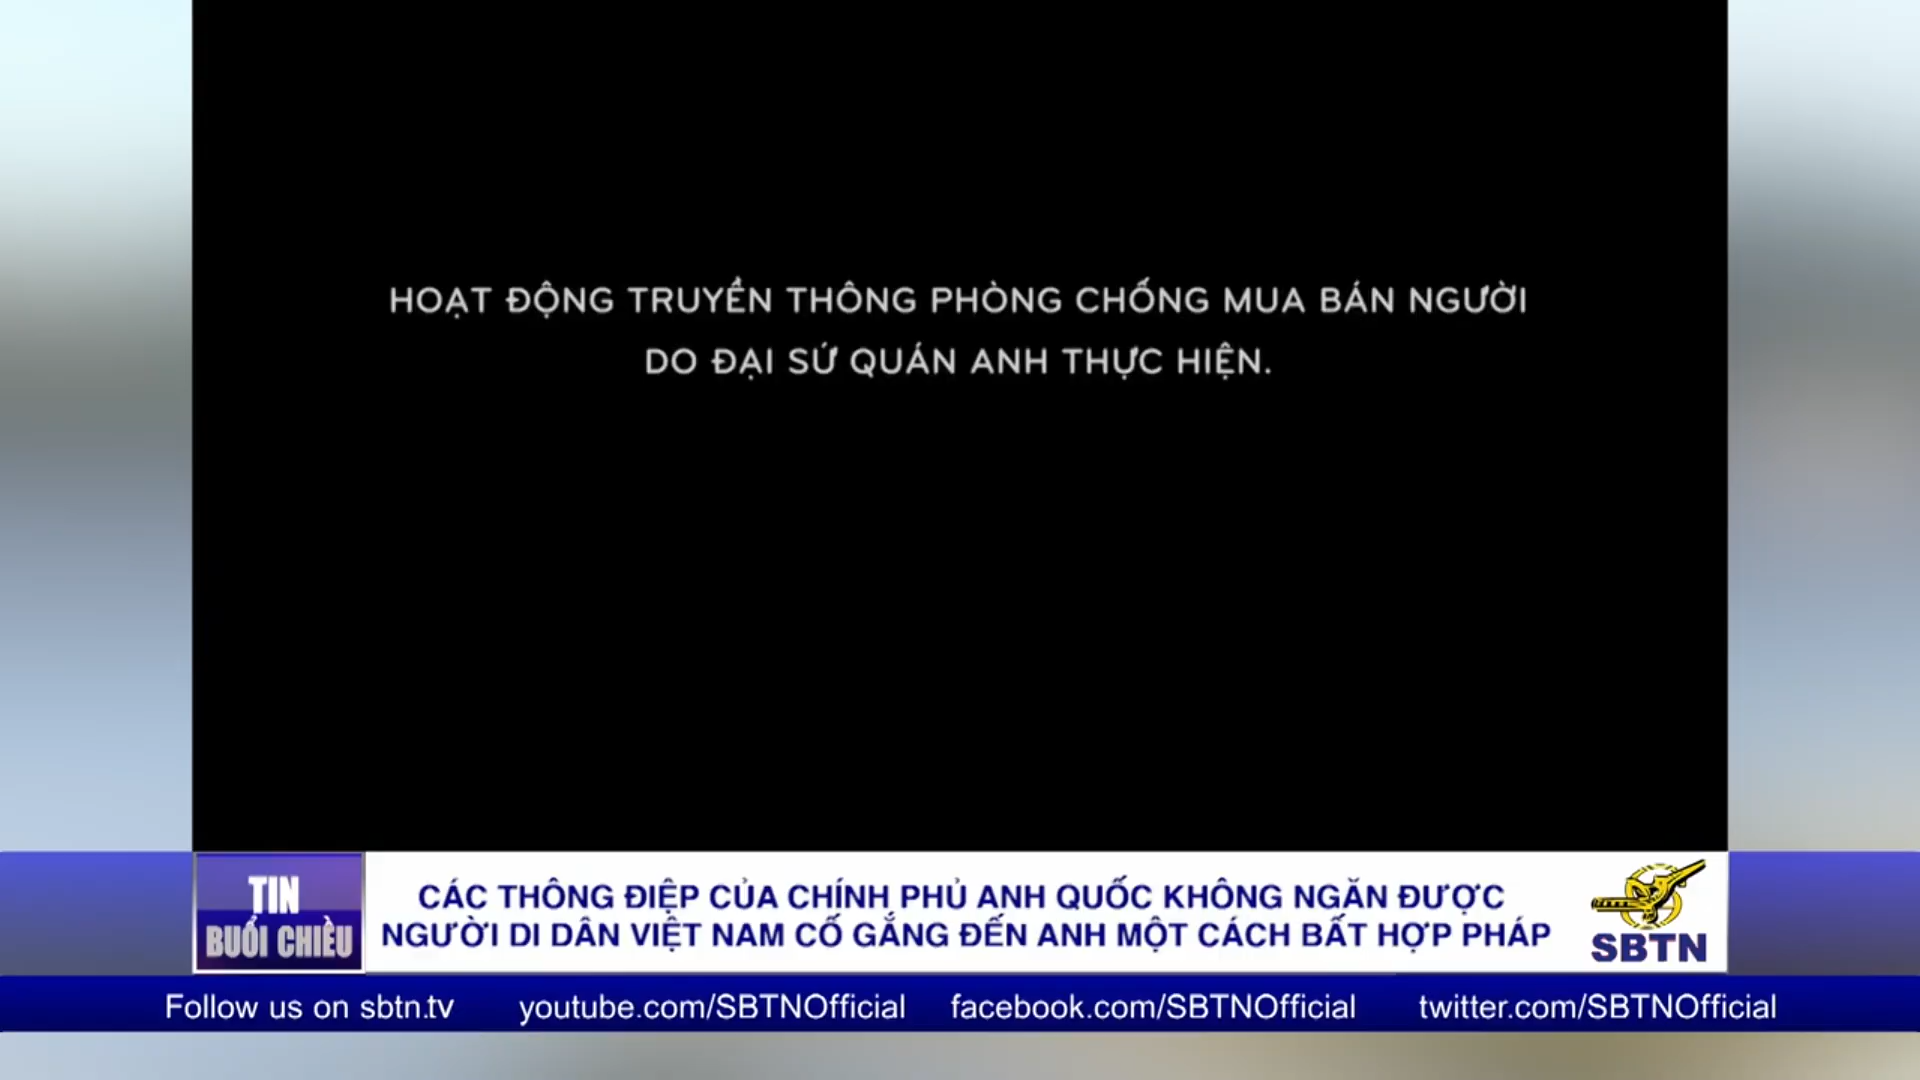 HOẠT ĐỘNG TRUYỀN THÔNG PHÒNG CHỐNG MUA BÁN NGƯỜI
DO ĐẠI SỨ QUÁN ANH THỰC HIỆN.
TIN
BUỔI CHIỀU
CÁC THÔNG ĐIỆP CỦA CHÍNH PHỦ ANH QUỐC KHÔNG NGĂN ĐƯỢC
NGƯỜI DI DÂN VIỆT NAM CỐ GẮNG ĐẾN ANH MỘT CÁCH BẤT HỢP PHÁP
SBTN
Follow us on sbtn.tv youtube.com/SBTNOfficial facebook.com/SBTNOfficial twitter.com/SBTNOfficial